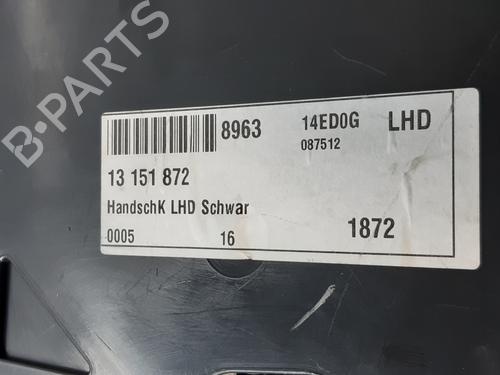 8963 14ED0G LHD
087512
13 151 872
HandschK LHD Schwar
0005 16 1872
B-PARTS